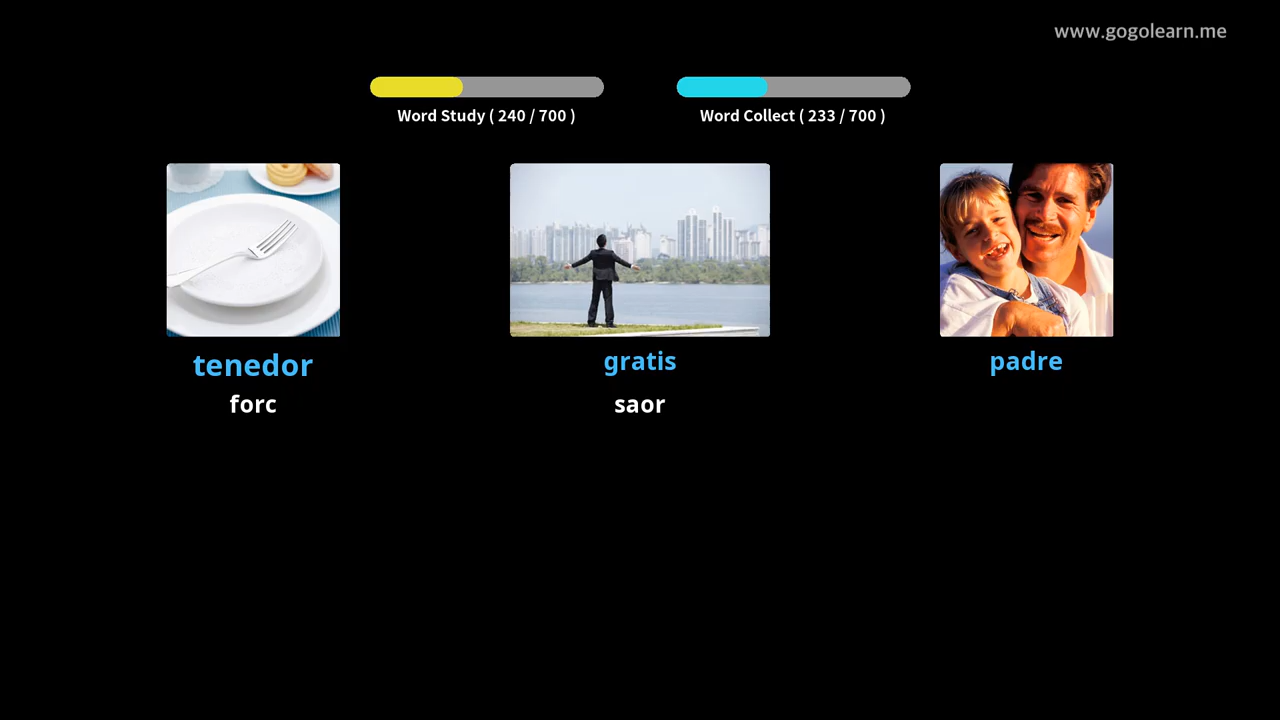 www.gogolearn.me
Word Study ( 240 / 700 )
Word Collect ( 233 / 700 )
tenedor
gratis
padre
forc
saor